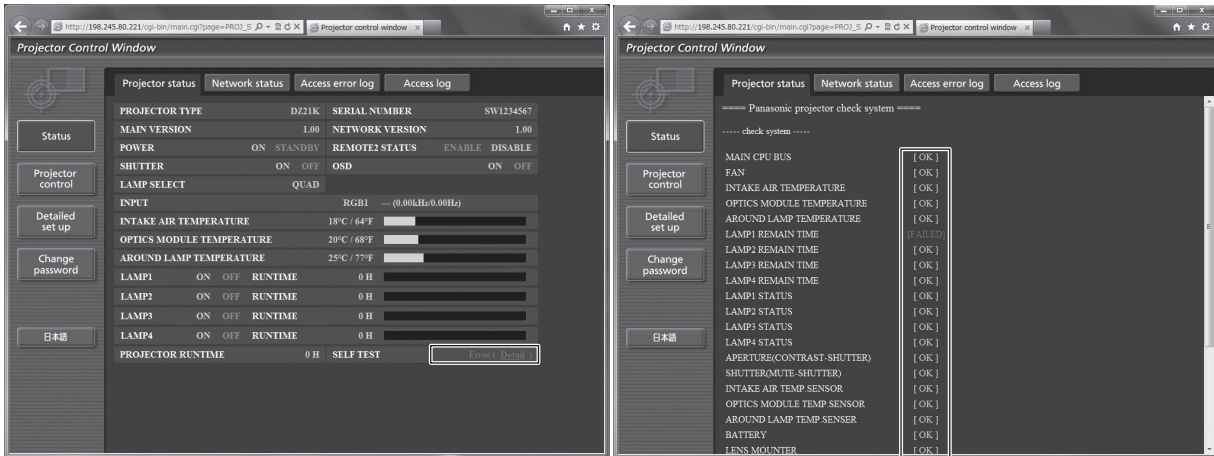 http://198.245.80.221/cgi-bin/main.cgi?page=PROJ_S
Projector control window
Projector Control Window
Projector status Network status Access error log Access log
Status
Projector control
Detailed set up
Change password
日本語
PROJECTOR TYPE DZ21K SERIAL NUMBER SW1234567
MAIN VERSION 1.00 NETWORK VERSION 1.00
POWER ON STANDBY REMOTE2 STATUS ENABLE DISABLE
SHUTTER ON OFF OSD ON OFF
LAMP SELECT QUAD
INPUT RGB1 --- (0.00kHz/0.00Hz)
INTAKE AIR TEMPERATURE 18°C / 64°F
OPTICS MODULE TEMPERATURE 20°C / 68°F
AROUND LAMP TEMPERATURE 25°C / 77°F
LAMP1 ON OFF RUNTIME 0 H
LAMP2 ON OFF RUNTIME 0 H
LAMP3 ON OFF RUNTIME 0 H
LAMP4 ON OFF RUNTIME 0 H
PROJECTOR RUNTIME 0 H SELF TEST Error ( Detail )
http://198.245.80.221/cgi-bin/main.cgi?page=PROJ_S
Projector control window
Projector Control Window
Projector status Network status Access error log Access log
Status
Projector control
Detailed set up
Change password
日本語
==== Panasonic projector check system ====
----- check system -----
MAIN CPU BUS [ OK ]
FAN [ OK ]
INTAKE AIR TEMPERATURE [ OK ]
OPTICS MODULE TEMPERATURE [ OK ]
AROUND LAMP TEMPERATURE [ OK ]
LAMP1 REMAIN TIME [FAILED]
LAMP2 REMAIN TIME [ OK ]
LAMP3 REMAIN TIME [ OK ]
LAMP4 REMAIN TIME [ OK ]
LAMP1 STATUS [ OK ]
LAMP2 STATUS [ OK ]
LAMP3 STATUS [ OK ]
LAMP4 STATUS [ OK ]
APERTURE(CONTRAST-SHUTTER) [ OK ]
SHUTTER(MUTE-SHUTTER) [ OK ]
INTAKE AIR TEMP.SENSOR [ OK ]
OPTICS MODULE TEMP.SENSOR [ OK ]
AROUND LAMP TEMP.SENSER [ OK ]
BATTERY [ OK ]
LENS MOUNTER [ OK ]